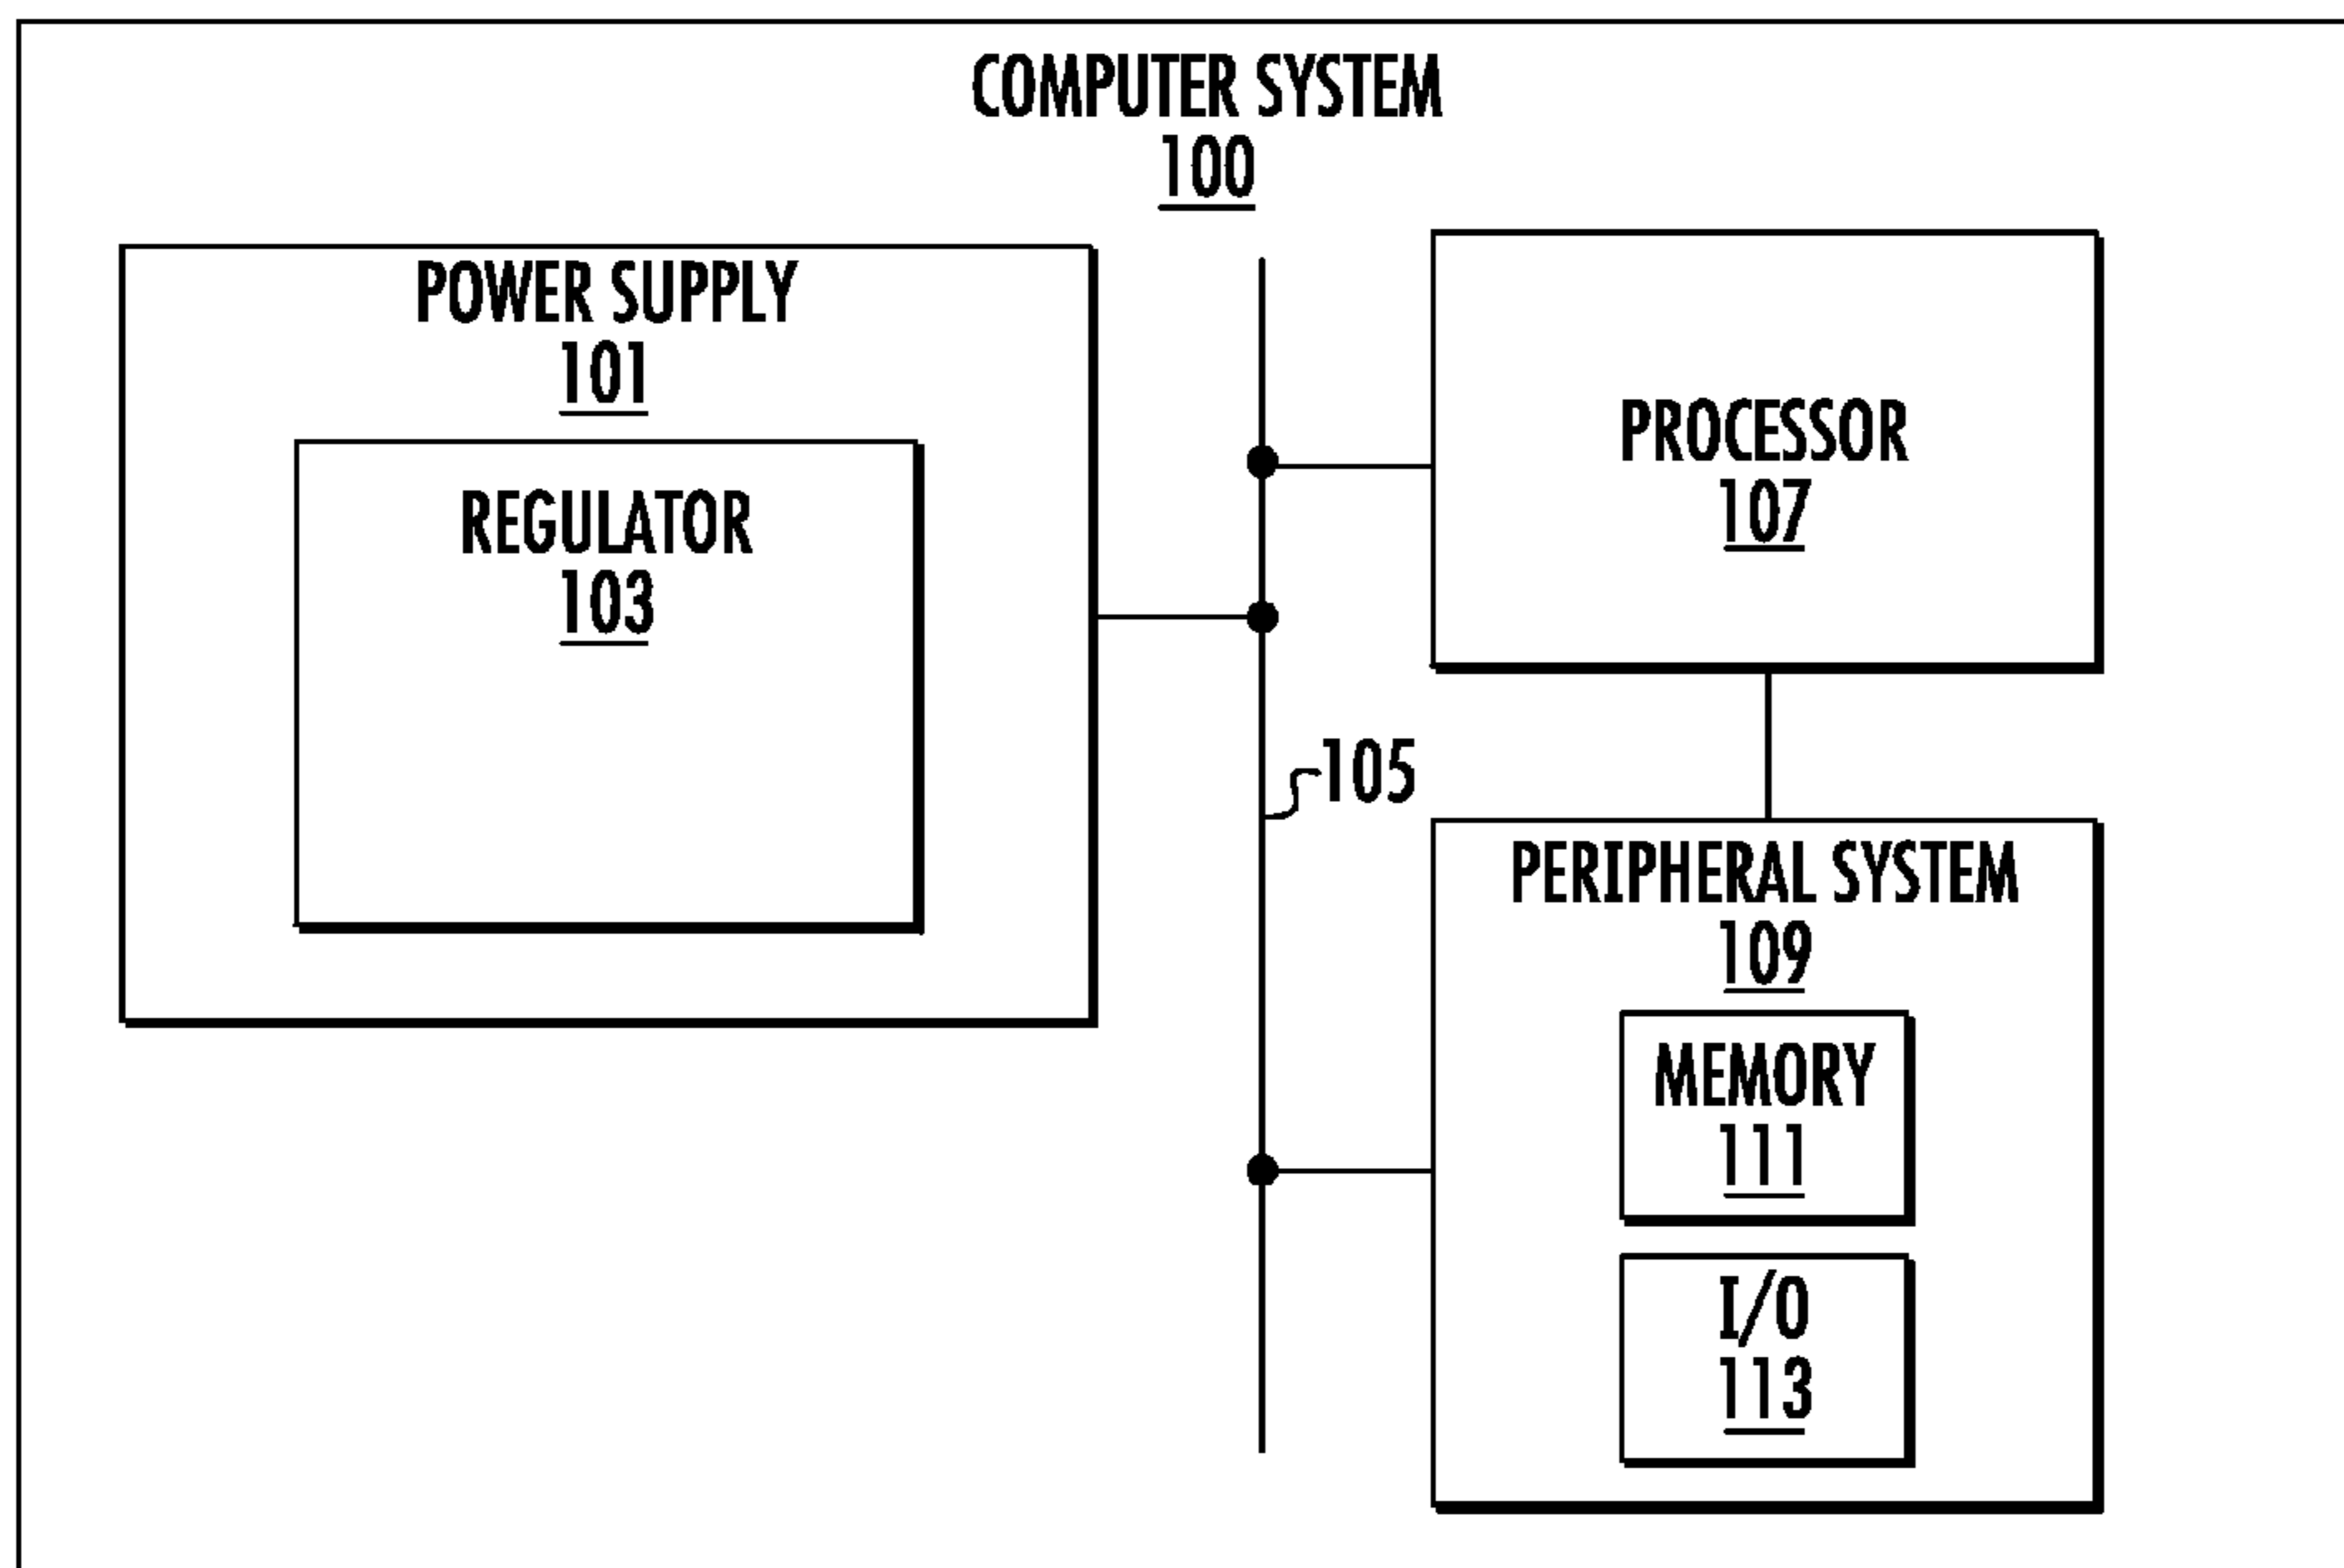 COMPUTER SYSTEM
100
POWER SUPPLY
101
REGULATOR
103
PROCESSOR
107
105
PERIPHERAL SYSTEM
109
MEMORY
111
I/O
113